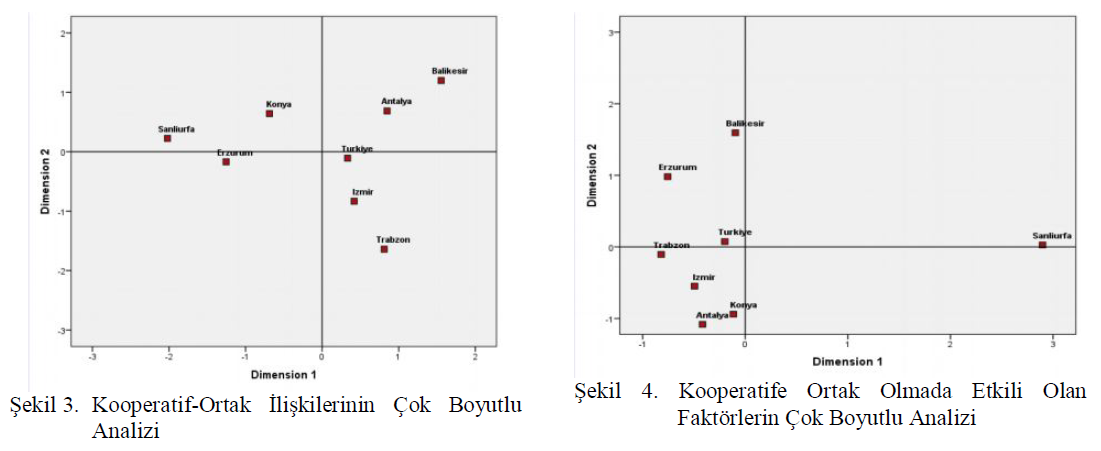 2
1
0
-1
-2
-3
Dimension 2
Balikesir
Antalya
Konya
Sanliurfa
Erzurum
Turkiye
Izmir
Trabzon
-3 -2 -1 0 1 2
Dimension 1
Şekil 3. Kooperatif-Ortak İlişkilerinin Çok Boyutlu
Analizi
3
2
1
0
-1
Dimension 2
Balikesir
Erzurum
Turkiye
Sanliurfa
Trabzon
Izmir
Konya
Antalya
-1 0 1 2 3
Dimension 1
Şekil 4. Kooperatife Ortak Olmada Etkili Olan
Faktörlerin Çok Boyutlu Analizi